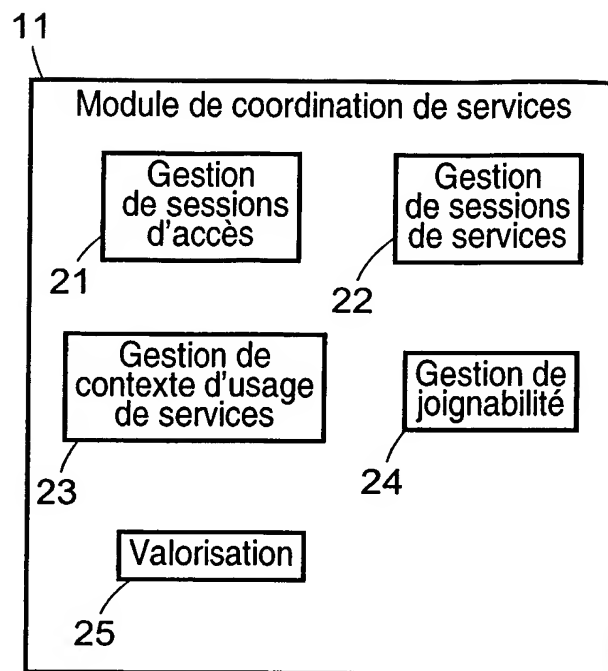 11
Module de coordination de services
Gestion
de sessions
d'accès
21
Gestion
de sessions
de services
22
Gestion de
contexte d'usage
de services
23
Gestion de
joignabilité
24
Valorisation
25